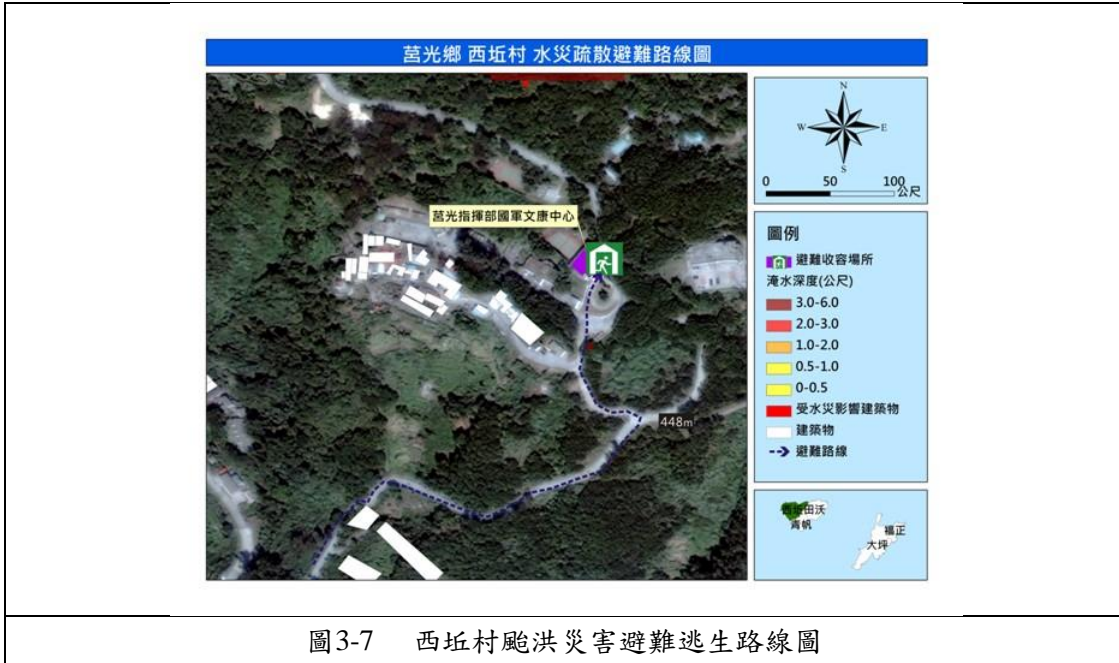 莒光鄉 西坵村 水災疏散避難路線圖
莒光指揮部國軍文康中心
448m
N
W
E
S
0 50 100
公尺
圖例
避難收容場所
淹水深度(公尺)
3.0-6.0
2.0-3.0
1.0-2.0
0.5-1.0
0-0.5
受水災影響建築物
建築物
避難路線
西坵田沃
青帆
福正
大坪
圖3-7 西坵村颱洪災害避難逃生路線圖